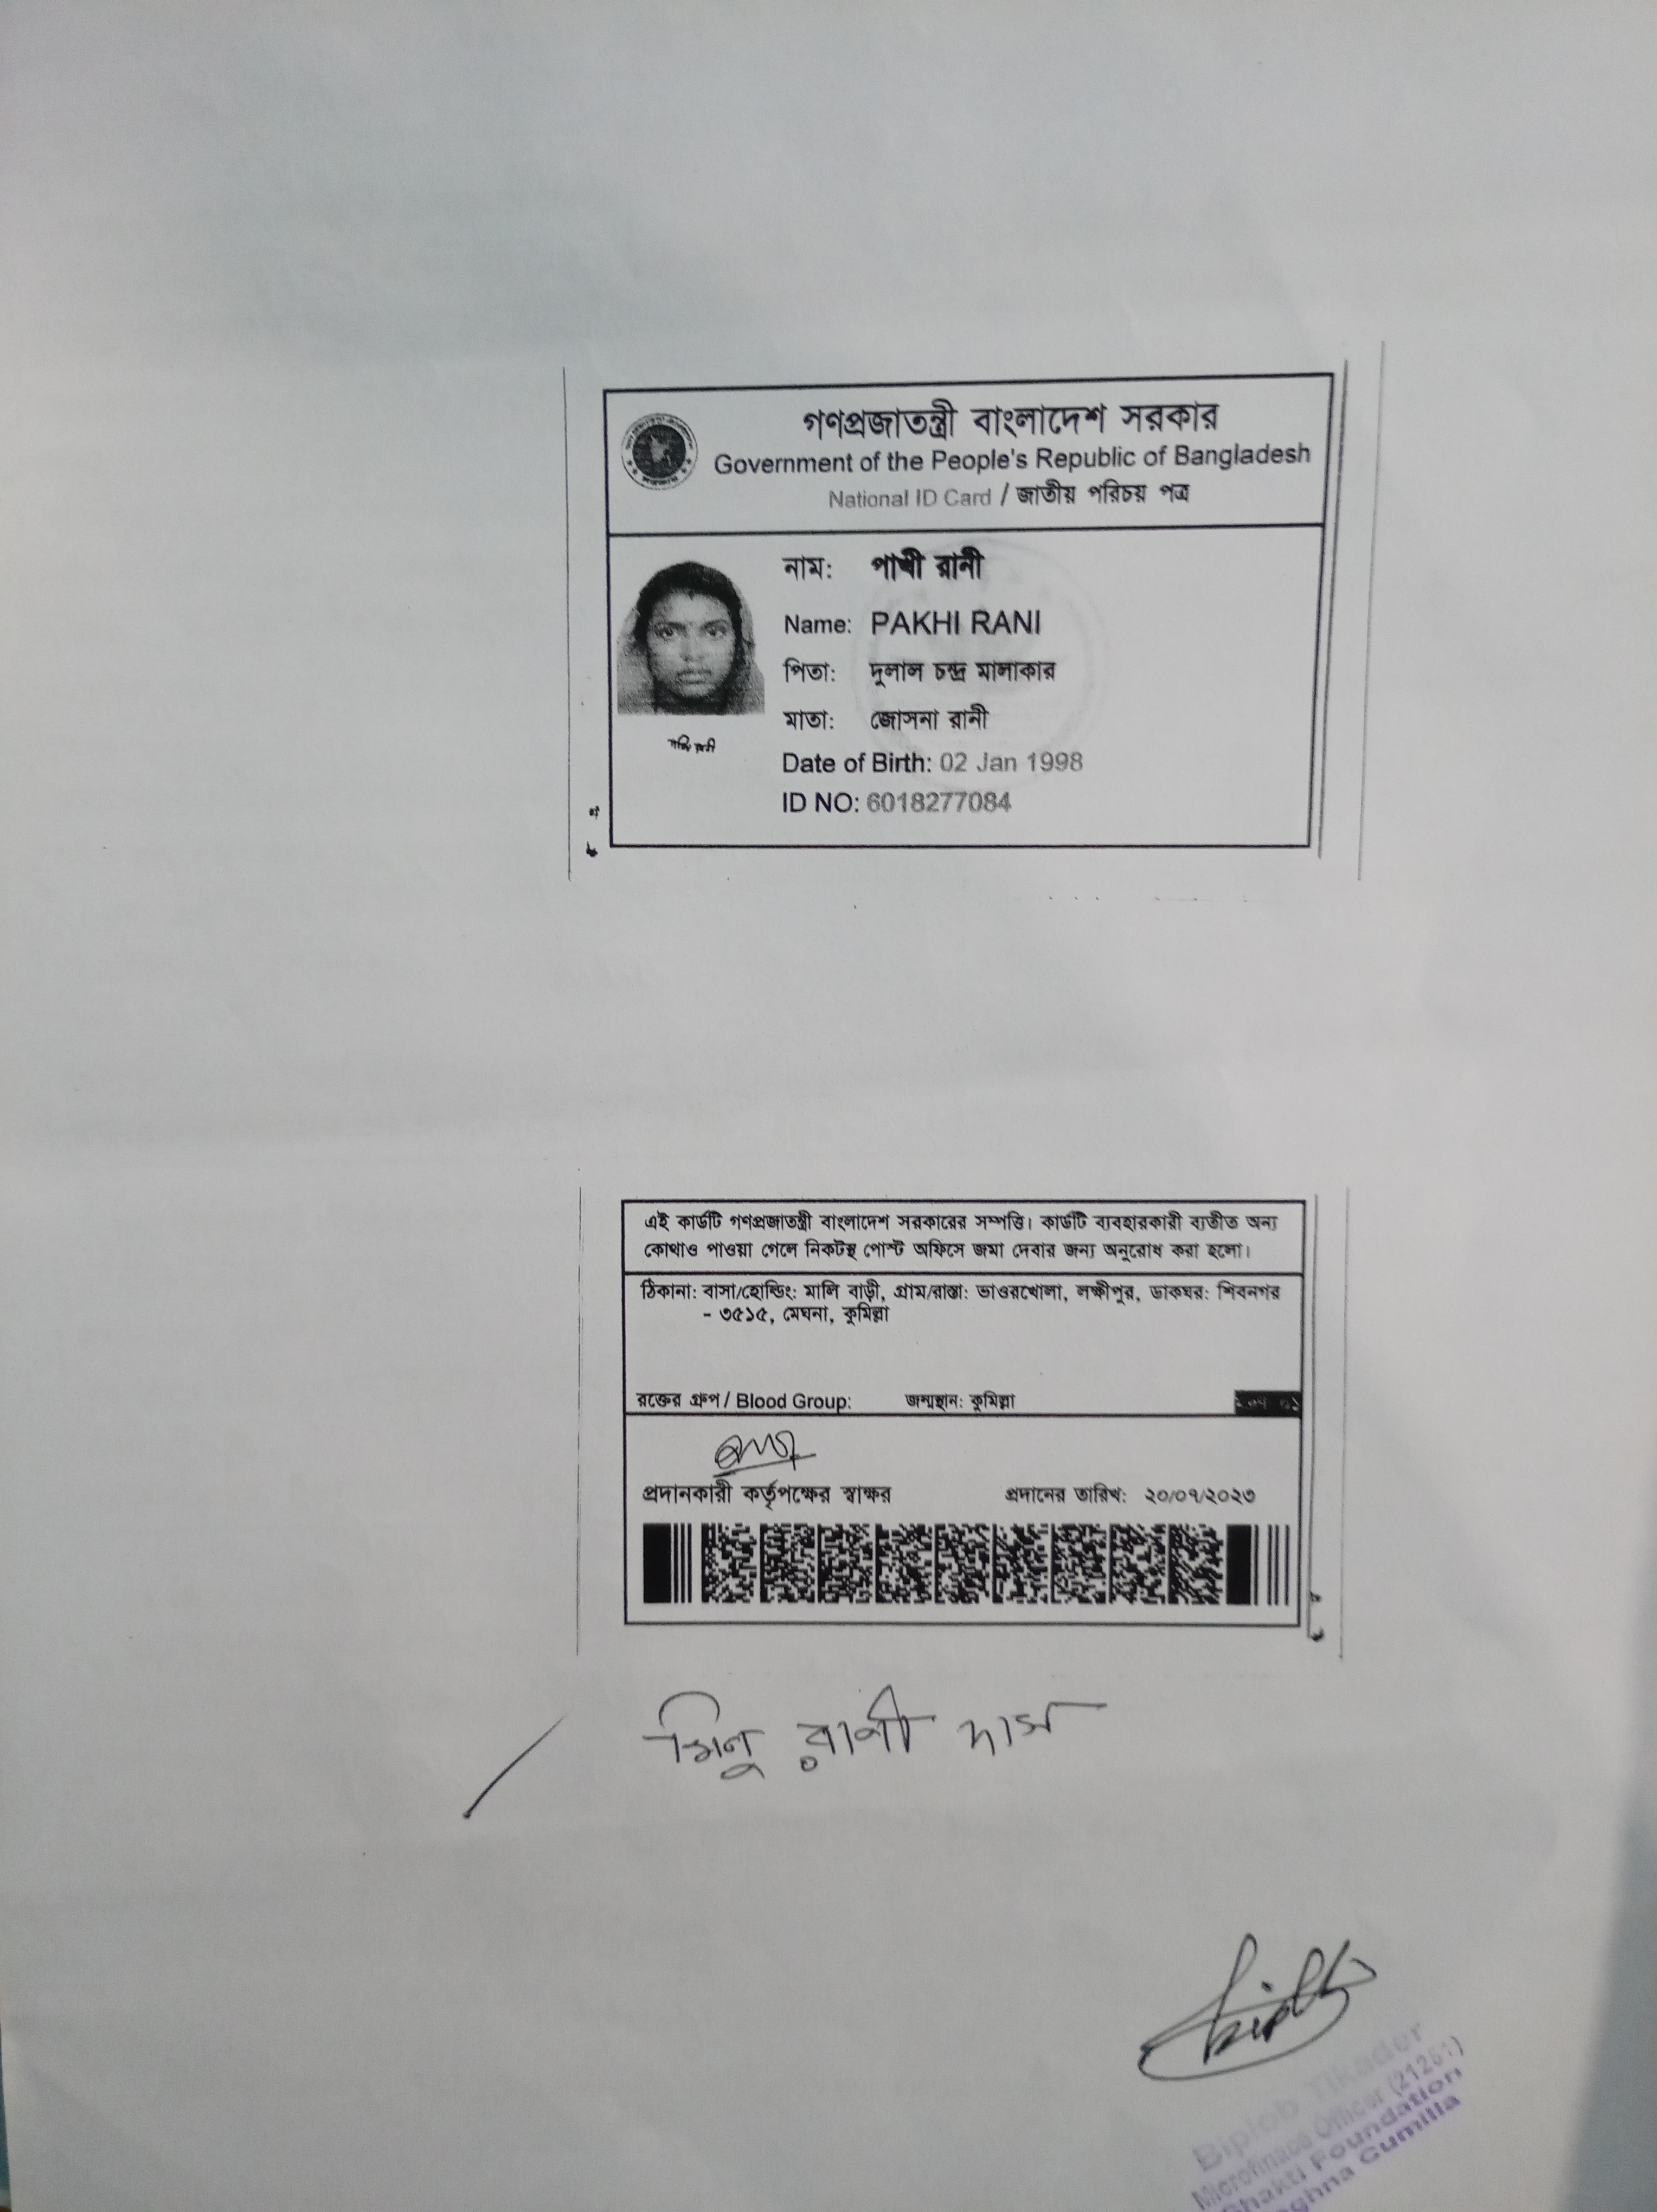 গণপ্রজাতন্ত্রী বাংলাদেশ সরকার
Government of the People's Republic of Bangladesh
National ID Card / জাতীয় পরিচয় পত্র
নাম: পাখী রানী
Name: PAKHI RANI
পিতা: দুলাল চন্দ্র মালাকার
মাতা: জোসনা রানী
Date of Birth: 02 Jan 1998
ID NO: 6018277084
এই কার্ডটি গণপ্রজাতন্ত্রী বাংলাদেশ সরকারের সম্পত্তি। কার্ডটি ব্যবহারকারী ব্যতীত অন্য
কোথাও পাওয়া গেলে নিকটস্থ পোস্ট অফিসে জমা দেবার জন্য অনুরোধ করা হলো।
ঠিকানা: বাসা/হোল্ডিং: মালি বাড়ী, গ্রাম/রাস্তা: ভাওরখোলা, লক্ষীপুর, ডাকঘর: শিবনগর
- ৩৫১৫, মেঘনা, কুমিল্লা
রক্তের গ্রুপ / Blood Group: জন্মস্থান: কুমিল্লা
প্রদানকারী কর্তৃপক্ষের স্বাক্ষর প্রদানের তারিখ: ২০/০৭/২০২৩
মিনু রাণী দাস
Biplob Tikader
Microfinace Officer
Shakti Foundation
Meghna Cumilla